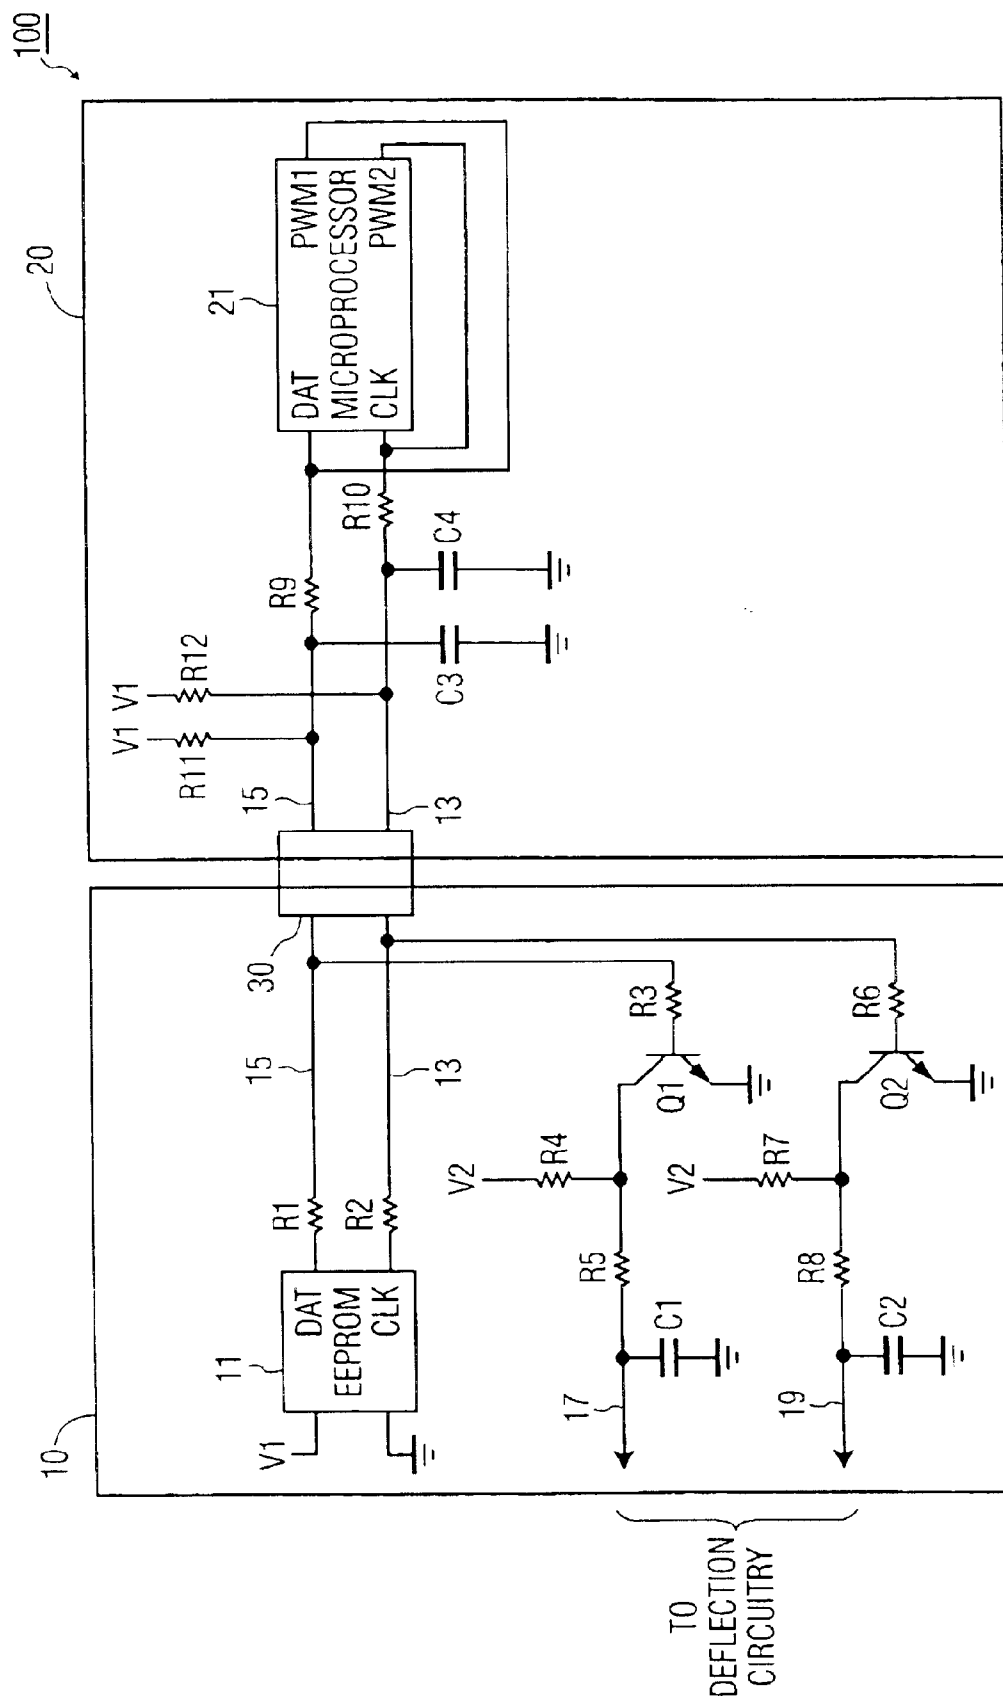 100
20
21
DAT PWM1
MICROPROCESSOR
CLK PWM2
R9
R10
C4
C3
V1 V1
R11
R12
15
13
30
10
15
13
R1
R2
11
DAT
EEPROM
CLK
V1
V2
R4
R3
Q1
R5
C1
17
V2
R7
R6
Q2
R8
C2
19
TO
DEFLECTION
CIRCUITRY